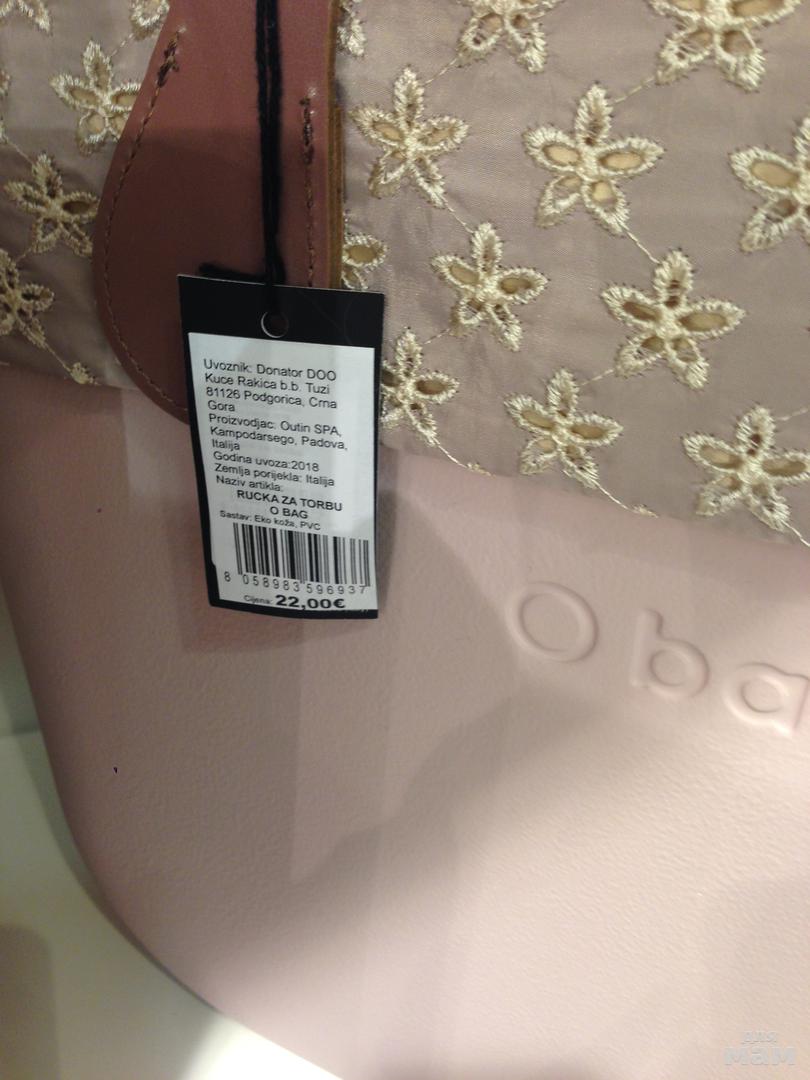 Uvoznik: Donator DOO
Kuce Rakica b.b. Tuzi
81126 Podgorica, Crna
Gora
Proizvodjac: Outin SPA,
Kampodarsego, Padova,
Italija
Godina uvoza:2018
Zemlja porijekla: Italija
Naziv artikla:
RUCKA ZA TORBU
O BAG
Sastav: Eko koža, PVC
8 058983 596937
Cijena: 22,00€
O ba
для
мам